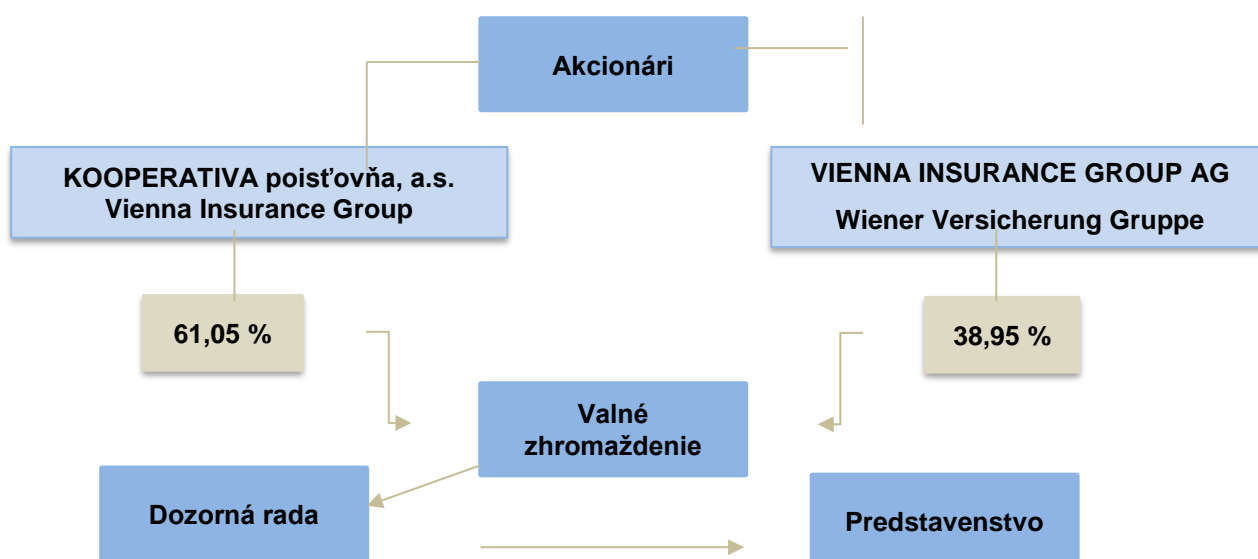 Akcionári
KOOPERATIVA poisťovňa, a.s.
Vienna Insurance Group
VIENNA INSURANCE GROUP AG
Wiener Versicherung Gruppe
61,05 %
38,95 %
Valné
zhromaždenie
Dozorná rada
Predstavenstvo